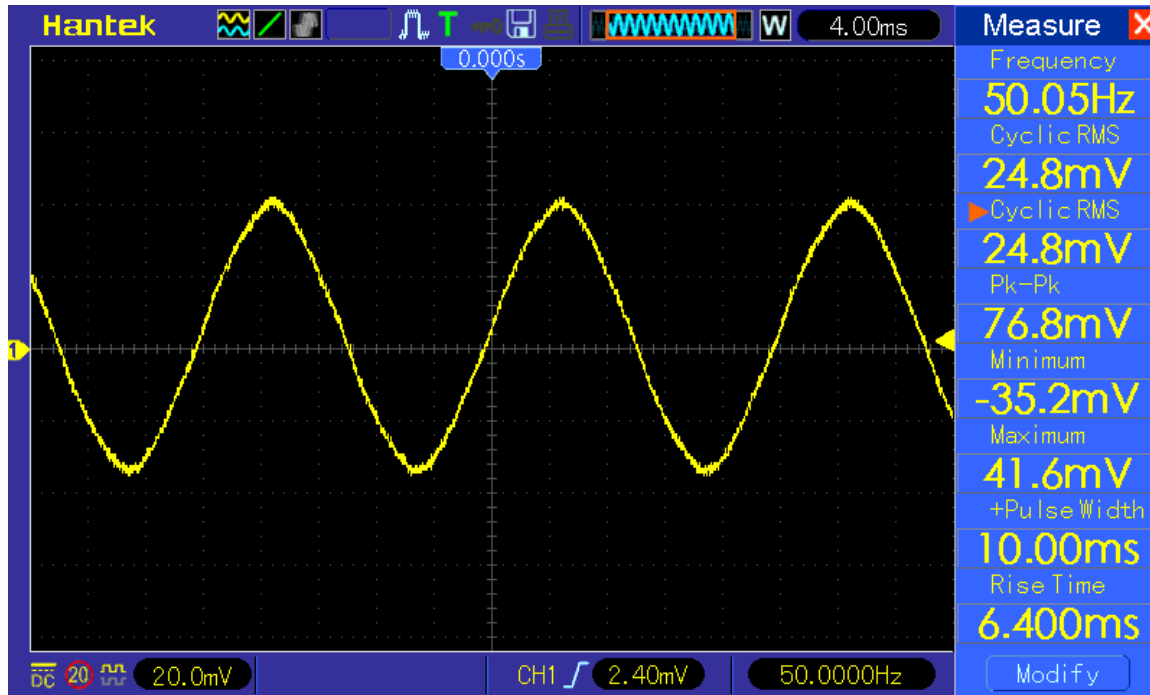 Hantek T W 4.00ms
0.000s
1
DC 20 20.0mV CH1 2.40mV 50.0000Hz
Measure X
Frequency
50.05Hz
Cyclic RMS
24.8mV
Cyclic RMS
24.8mV
Pk-Pk
76.8mV
Minimum
-35.2mV
Maximum
41.6mV
+Pulse Width
10.00ms
Rise Time
6.400ms
Modify